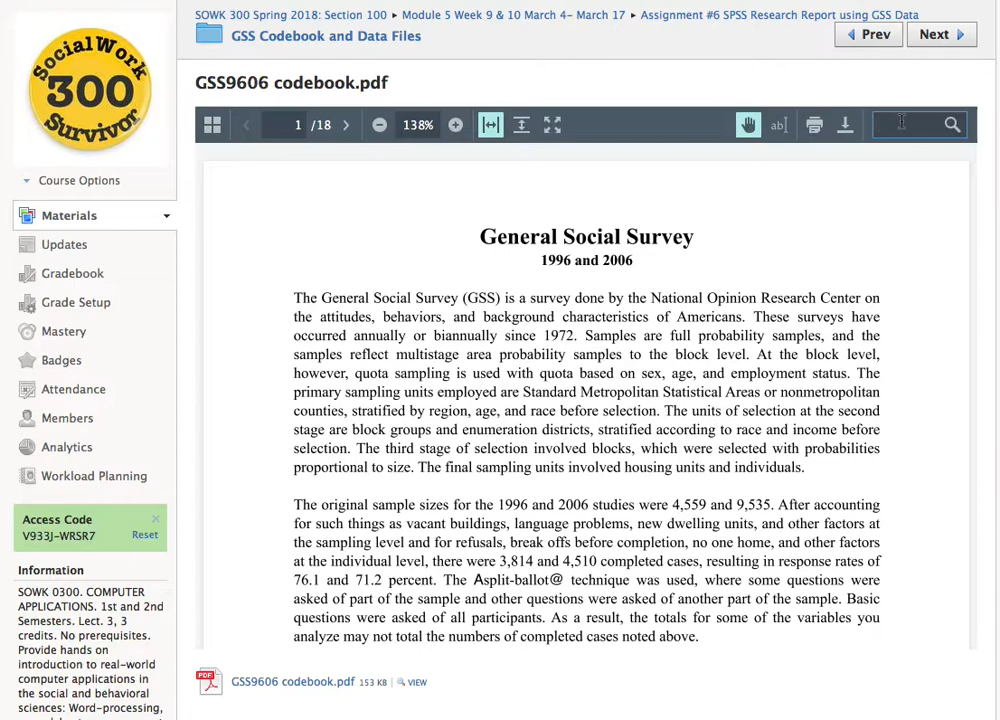 SOWK 300 Spring 2018: Section 100 ▸ Module 5 Week 9 & 10 March 4- March 17 ▸ Assignment #6 SPSS Research Report using GSS Data
GSS Codebook and Data Files
Prev
Next
Social Work
300
Survivor
GSS9606 codebook.pdf
1 /18
138%
ab
Course Options
Materials
Updates
Gradebook
Grade Setup
Mastery
Badges
Attendance
Members
Analytics
Workload Planning
Access Code
V933J-WRSR7 Reset
Information
SOWK 0300. COMPUTER
APPLICATIONS. 1st and 2nd
Semesters. Lect. 3, 3
credits. No prerequisites.
Provide hands on
introduction to real-world
computer applications in
the social and behavioral
sciences: Word-processing,
General Social Survey
1996 and 2006
The General Social Survey (GSS) is a survey done by the National Opinion Research Center on
the attitudes, behaviors, and background characteristics of Americans. These surveys have
occurred annually or biannually since 1972. Samples are full probability samples, and the
samples reflect multistage area probability samples to the block level. At the block level,
however, quota sampling is used with quota based on sex, age, and employment status. The
primary sampling units employed are Standard Metropolitan Statistical Areas or nonmetropolitan
counties, stratified by region, age, and race before selection. The units of selection at the second
stage are block groups and enumeration districts, stratified according to race and income before
selection. The third stage of selection involved blocks, which were selected with probabilities
proportional to size. The final sampling units involved housing units and individuals.
The original sample sizes for the 1996 and 2006 studies were 4,559 and 9,535. After accounting
for such things as vacant buildings, language problems, new dwelling units, and other factors at
the sampling level and for refusals, break offs before completion, no one home, and other factors
at the individual level, there were 3,814 and 4,510 completed cases, resulting in response rates of
76.1 and 71.2 percent. The Asplit-ballot@ technique was used, where some questions were
asked of part of the sample and other questions were asked of another part of the sample. Basic
questions were asked of all participants. As a result, the totals for some of the variables you
analyze may not total the numbers of completed cases noted above.
PDF
GSS9606 codebook.pdf 153 KB VIEW